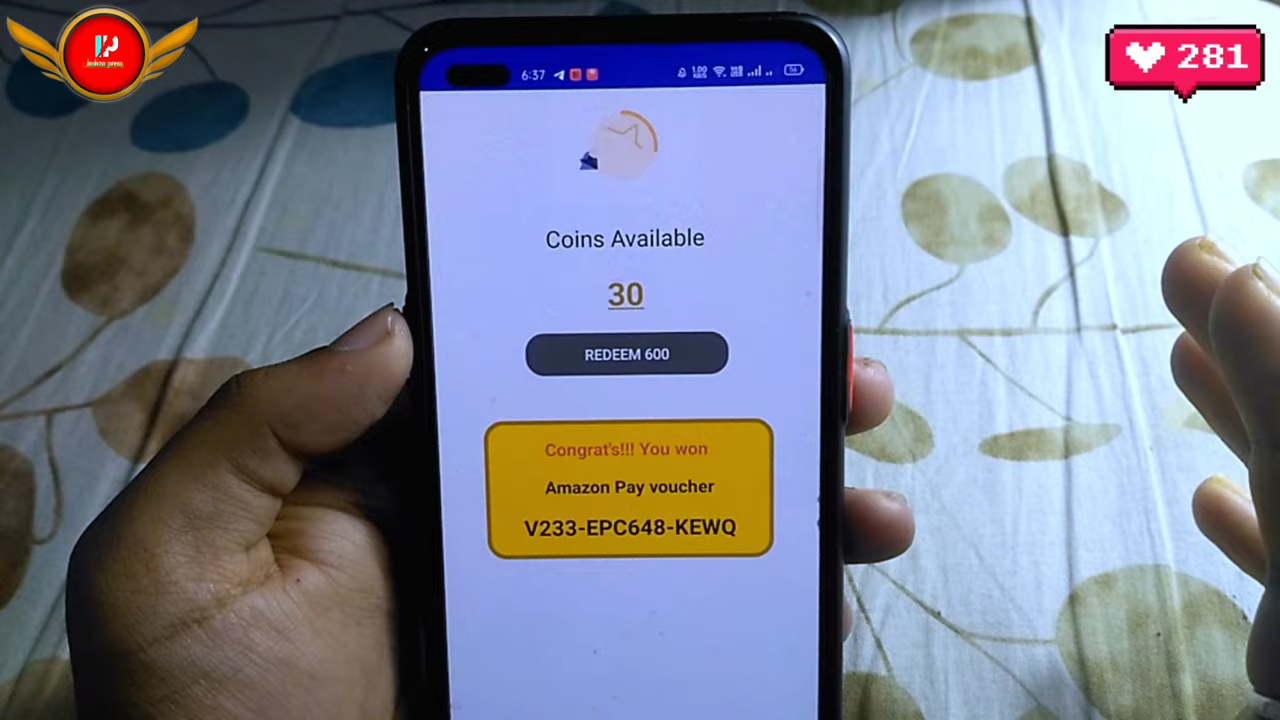 281
6:37
Coins Available
30
REDEEM 600
Congrat's!!! You won
Amazon Pay voucher
V233-EPC648-KEWQ